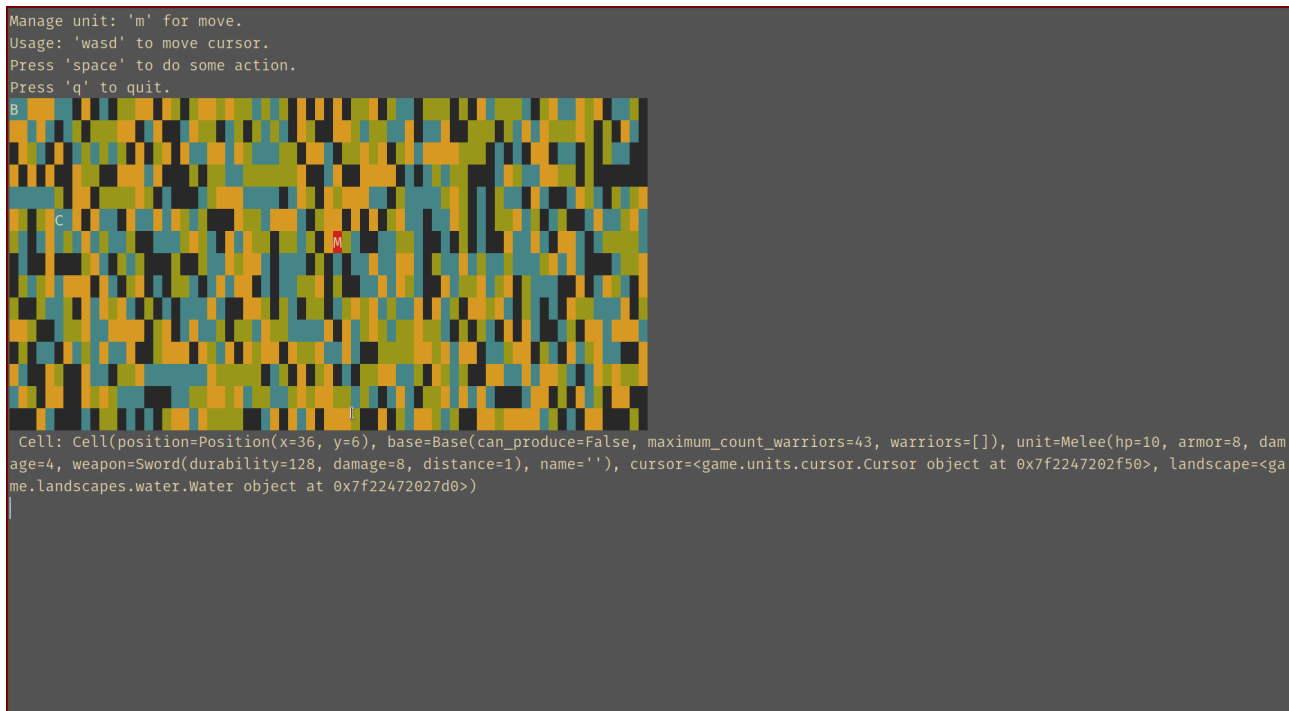 Manage unit: 'm' for move.
Usage: 'wasd' to move cursor.
Press 'space' to do some action.
Press 'q' to quit.
B
C
M
Cell: Cell(position=Position(x=36, y=6), base=Base(can_produce=False, maximum_count_warriors=43, warriors=[]), unit=Melee(hp=10, armor=8, dam
age=4, weapon=Sword(durability=128, damage=8, distance=1), name=''), cursor=<game.units.cursor.Cursor object at 0x7f2247202f50>, landscape=<ga
me.landscapes.water.Water object at 0x7f22472027d0>)